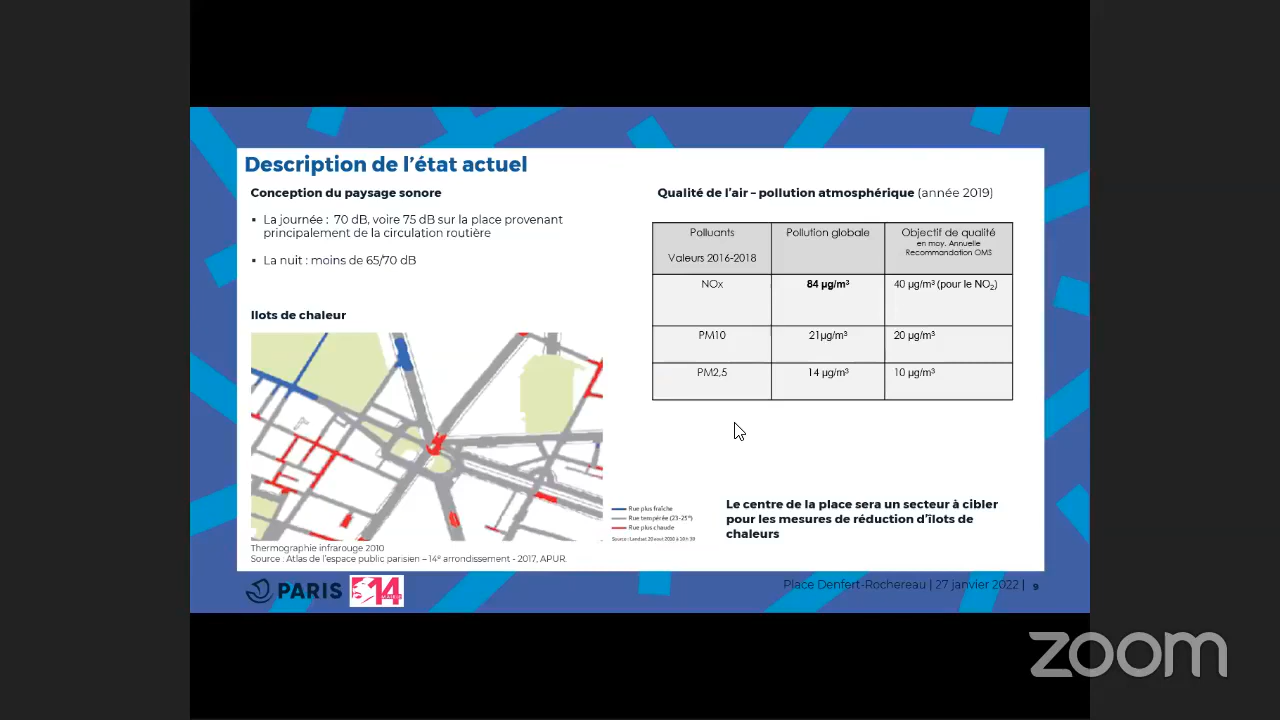 Description de l'état actuel
Conception du paysage sonore
▪ La journée : 70 dB, voire 75 dB sur la place provenant
principalement de la circulation routière
▪ La nuit : moins de 65/70 dB
Ilots de chaleur
Thermographie infrarouge 2010
Source : Atlas de l'espace public parisien – 14e arrondissement - 2017, APUR.
Rue plus fraîche
Rue tempérée (23-25°)
Rue plus chaude
Qualité de l'air – pollution atmosphérique (année 2019)
Polluants
Valeurs 2016-2018
Pollution globale
Objectif de qualité
en moy. Annuelle
Recommandation OMS
NOx
84 µg/m³
40 µg/m³ (pour le NO₂)
PM10
21µg/m³
20 µg/m³
PM2,5
14 µg/m³
10 µg/m³
Le centre de la place sera un secteur à cibler
pour les mesures de réduction d'îlots de
chaleurs
PARIS
14
MAIRIE
Place Denfert-Rochereau | 27 janvier 2022 | 9
zoom